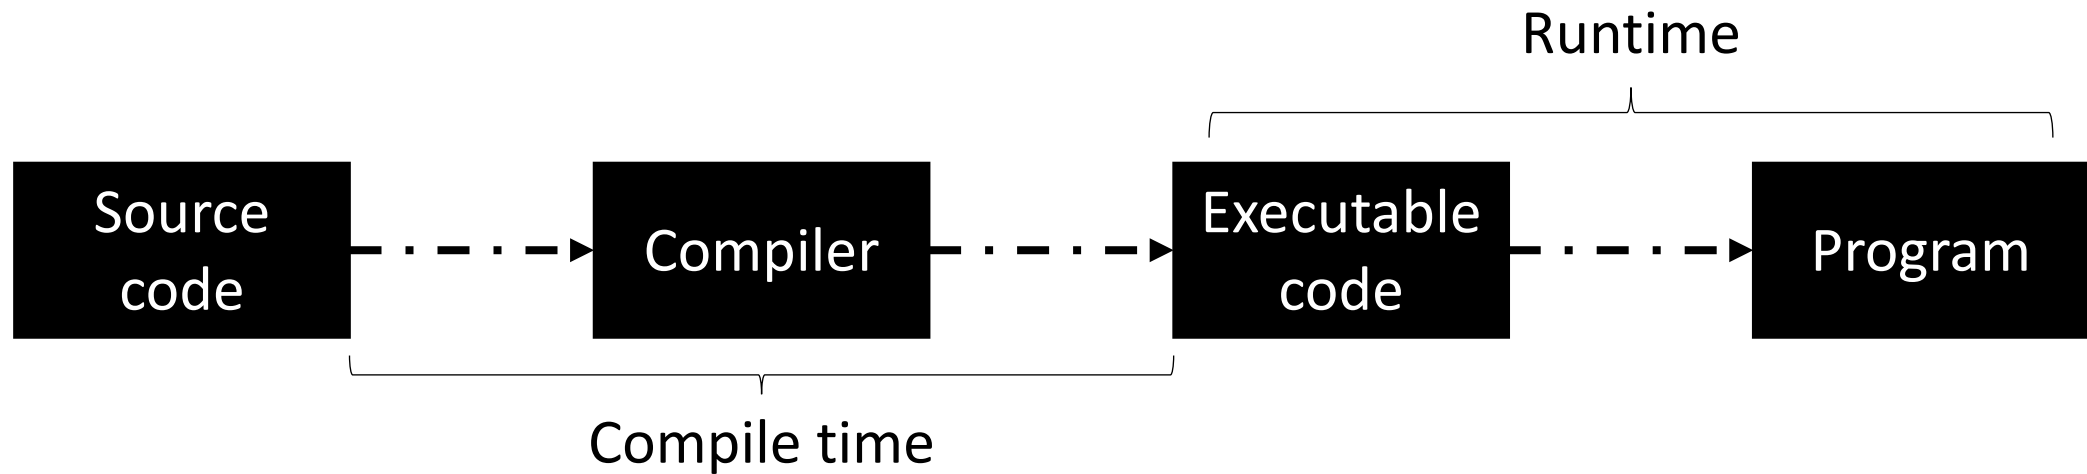 Runtime
Source
code
Compiler
Executable
code
Program
Compile time